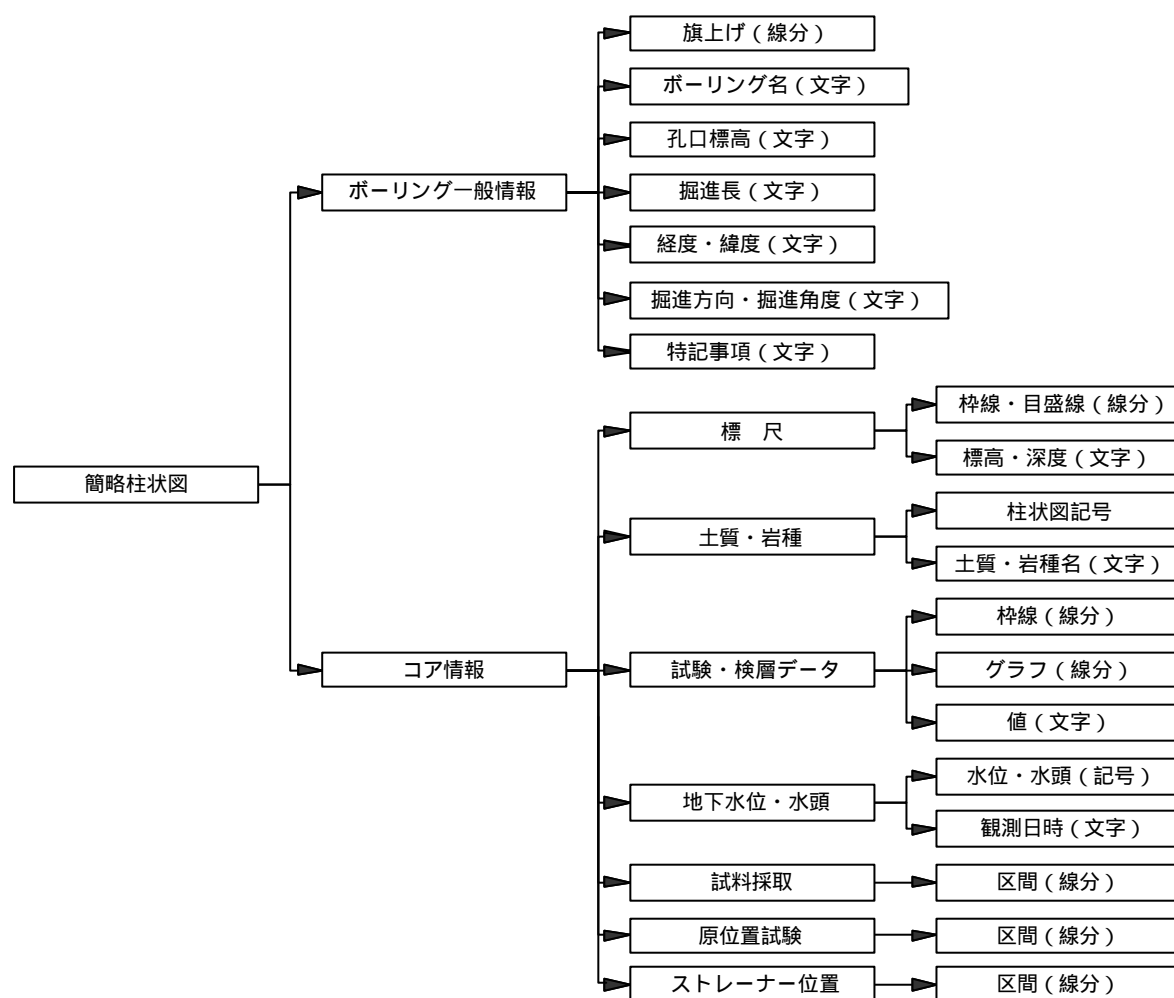 旗上げ（線分）
ボーリング名（文字）
孔口標高（文字）
ボーリング一般情報
掘進長（文字）
経度・緯度（文字）
掘進方向・掘進角度（文字）
特記事項（文字）
枠線・目盛線（線分）
標　尺
標高・深度（文字）
簡略柱状図
柱状図記号
土質・岩種
土質・岩種名（文字）
枠線（線分）
コア情報
試験・検層データ
グラフ（線分）
値（文字）
水位・水頭（記号）
地下水位・水頭
観測日時（文字）
試料採取
区間（線分）
原位置試験
区間（線分）
ストレーナー位置
区間（線分）